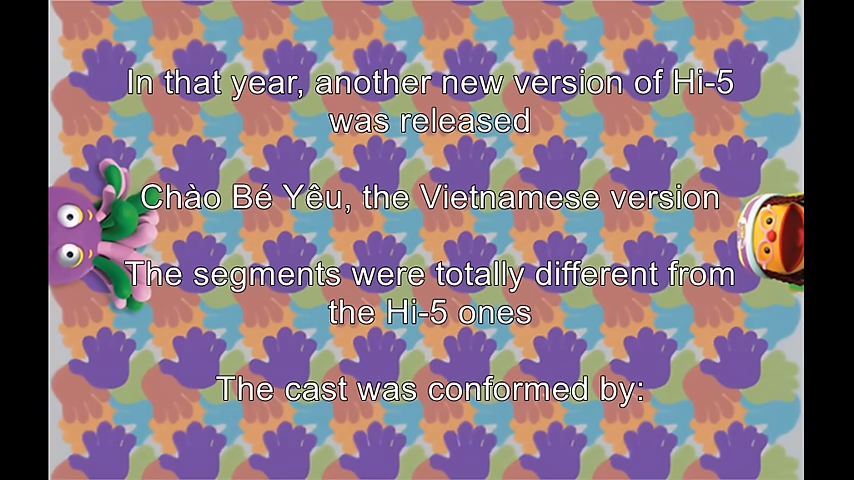 In that year, another new version of Hi-5
was released
Chào Bé Yêu, the Vietnamese version
The segments were totally different from
the Hi-5 ones
The cast was conformed by: